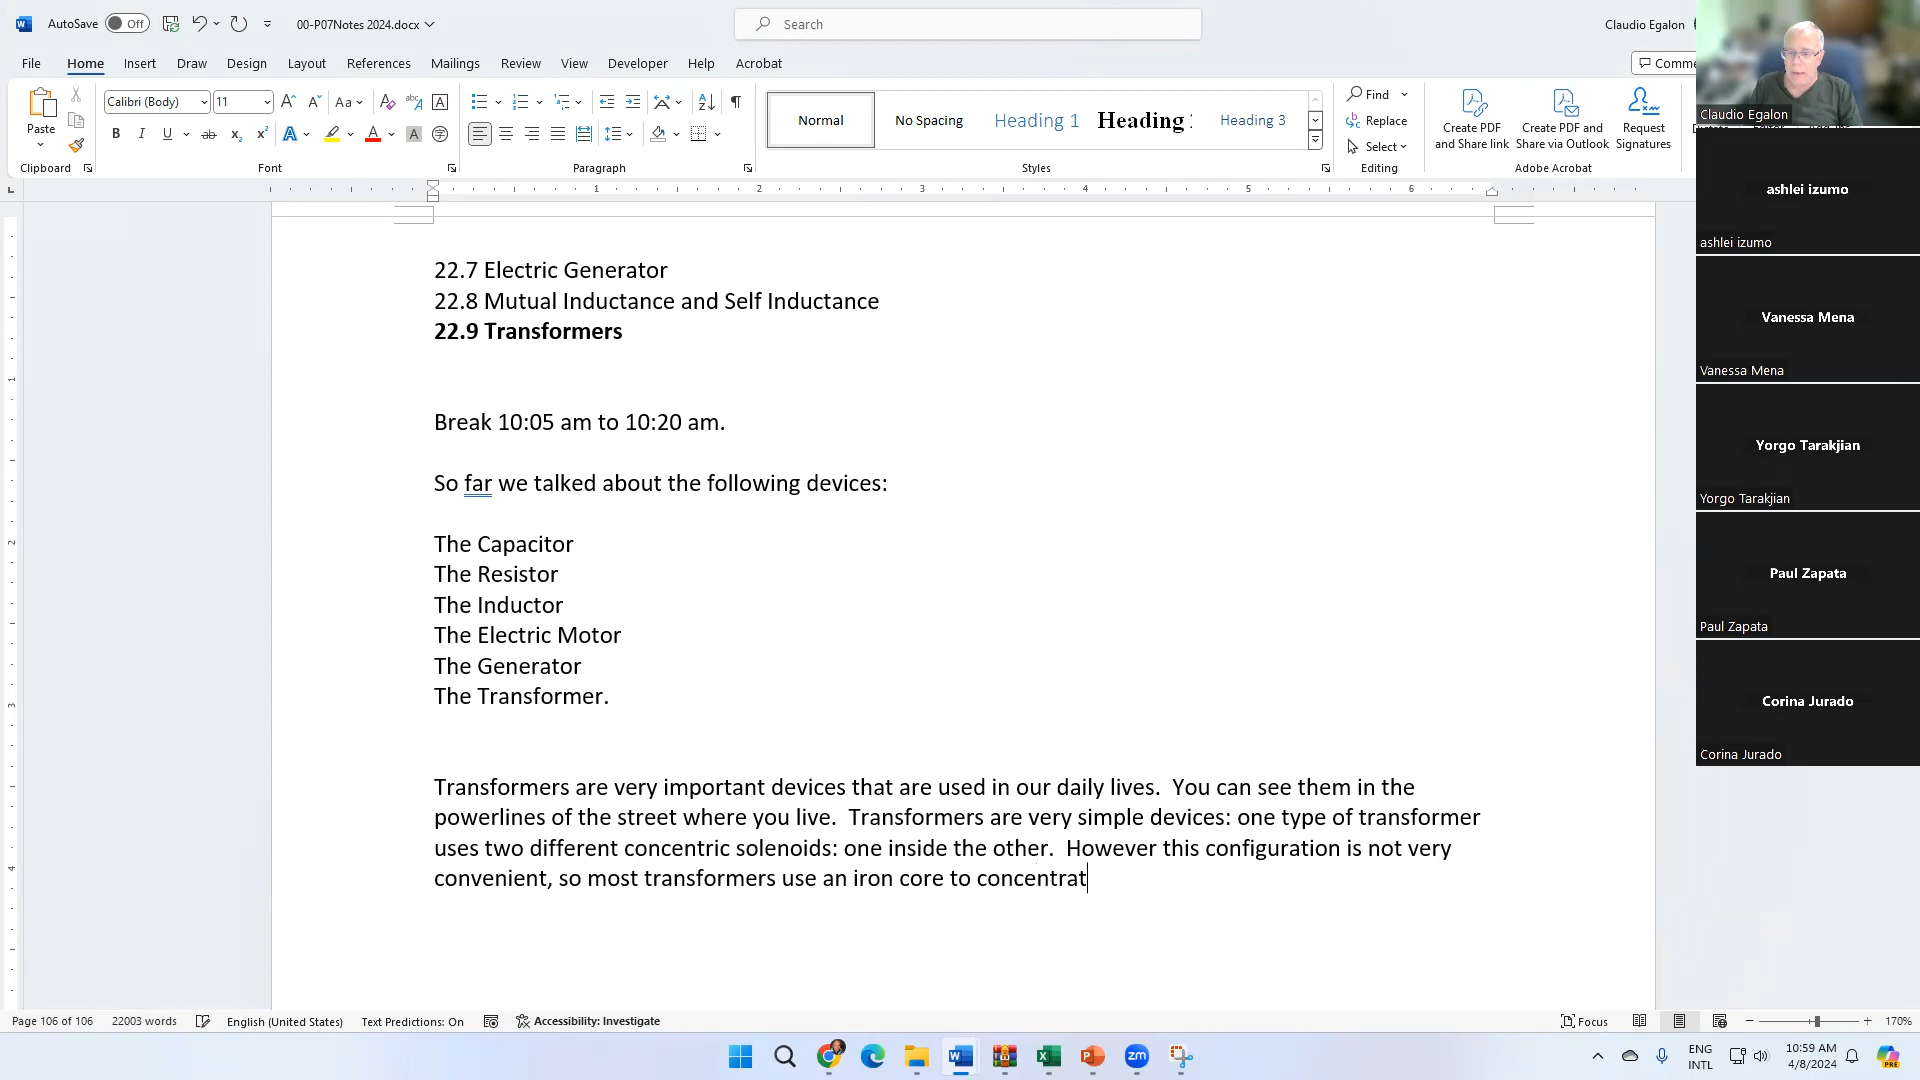 AutoSave Off 00-P07Notes 2024.docx Search Claudio Egalon
File Home Insert Draw Design Layout References Mailings Review View Developer Help Acrobat Comme
Calibri (Body) 11 Aa
Paste
Normal No Spacing Heading 1 Heading 2 Heading 3
Find
Replace
Select
Create PDF and Share link
Create PDF and Share via Outlook
Request Signatures
Clipboard Font Paragraph Styles Editing Adobe Acrobat
1 2 3 4 5 6
22.7 Electric Generator
22.8 Mutual Inductance and Self Inductance
22.9 Transformers
Break 10:05 am to 10:20 am.
So far we talked about the following devices:
The Capacitor
The Resistor
The Inductor
The Electric Motor
The Generator
The Transformer.
Transformers are very important devices that are used in our daily lives.  You can see them in the
powerlines of the street where you live.  Transformers are very simple devices: one type of transformer
uses two different concentric solenoids: one inside the other.  However this configuration is not very
convenient, so most transformers use an iron core to concentrat
Claudio Egalon
ashlei izumo
ashlei izumo
Vanessa Mena
Vanessa Mena
Yorgo Tarakjian
Yorgo Tarakjian
Paul Zapata
Paul Zapata
Corina Jurado
Corina Jurado
Page 106 of 106 22003 words English (United States) Text Predictions: On Accessibility: Investigate Focus 170%
ENG
INTL
10:59 AM
4/8/2024